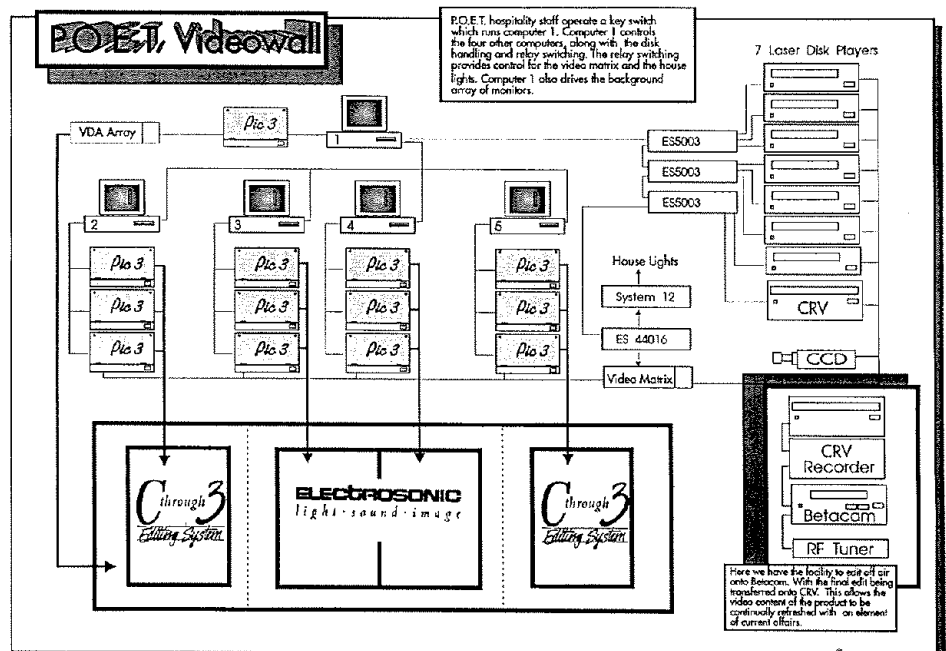 P.O.E.T. Videowall
P.O.E.T. hospitality staff operate a key switch
which runs computer 1. Computer 1 controls
the four other computers, along with the disk
handling and relay switching. The relay switching
provides control for the video matrix and the house
lights. Computer 1 also drives the background
array of monitors.
7 Laser Disk Players
VDA Array
Pic 3
1
ES5003
ES5003
ES5003
2
3
4
5
Pic 3
Pic 3
Pic 3
Pic 3
Pic 3
Pic 3
Pic 3
Pic 3
Pic 3
Pic 3
Pic 3
Pic 3
House Lights
System 12
ES 44016
Video Matrix
CRV
CCD
CRV
Recorder
Betacam
RF Tuner
C through 3
Editing System
ELECTROSONIC
light·sound·image
C through 3
Editing System
Here we have the facility to edit off air
onto Betacam. With the final edit being
transferred onto CRV. This allows the
video content of the product to be
continually refreshed with an element
of current affairs.